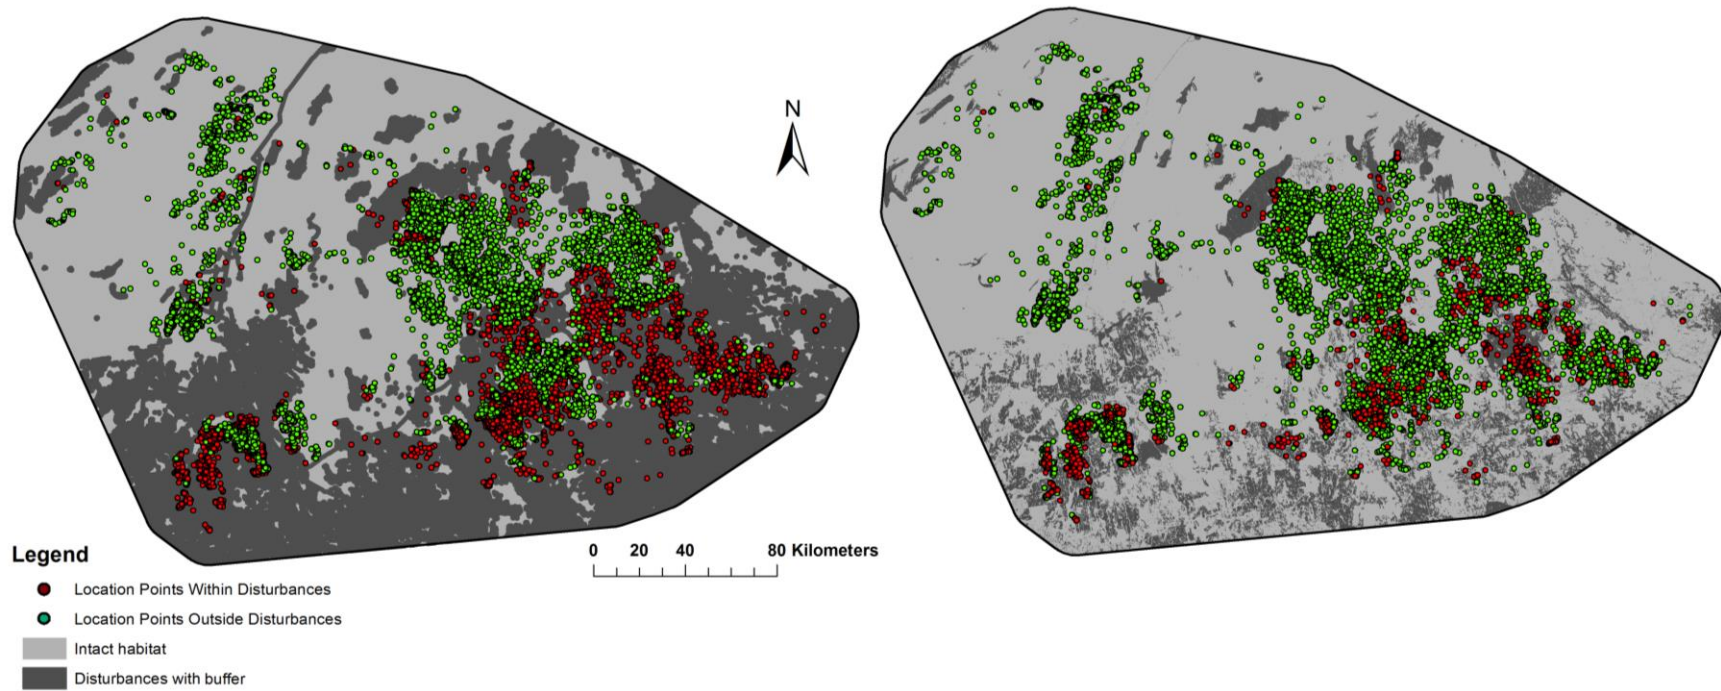 N
Legend
0 20 40 80 Kilometers
Location Points Within Disturbances
Location Points Outside Disturbances
Intact habitat
Disturbances with buffer